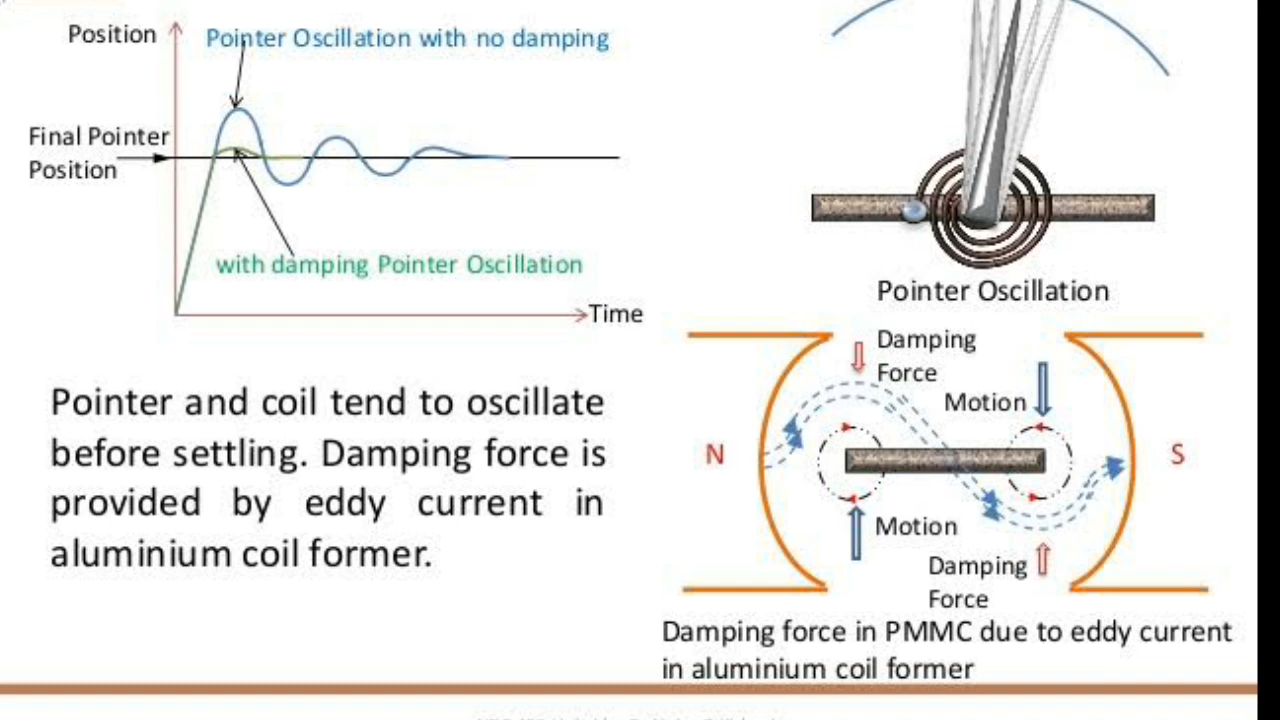 Position
Pointer Oscillation with no damping
Final Pointer
Position
with damping Pointer Oscillation
Time
Pointer and coil tend to oscillate
before settling. Damping force is
provided by eddy current in
aluminium coil former.
Pointer Oscillation
Damping
Force
Motion
N
S
Motion
Damping
Force
Damping force in PMMC due to eddy current
in aluminium coil former